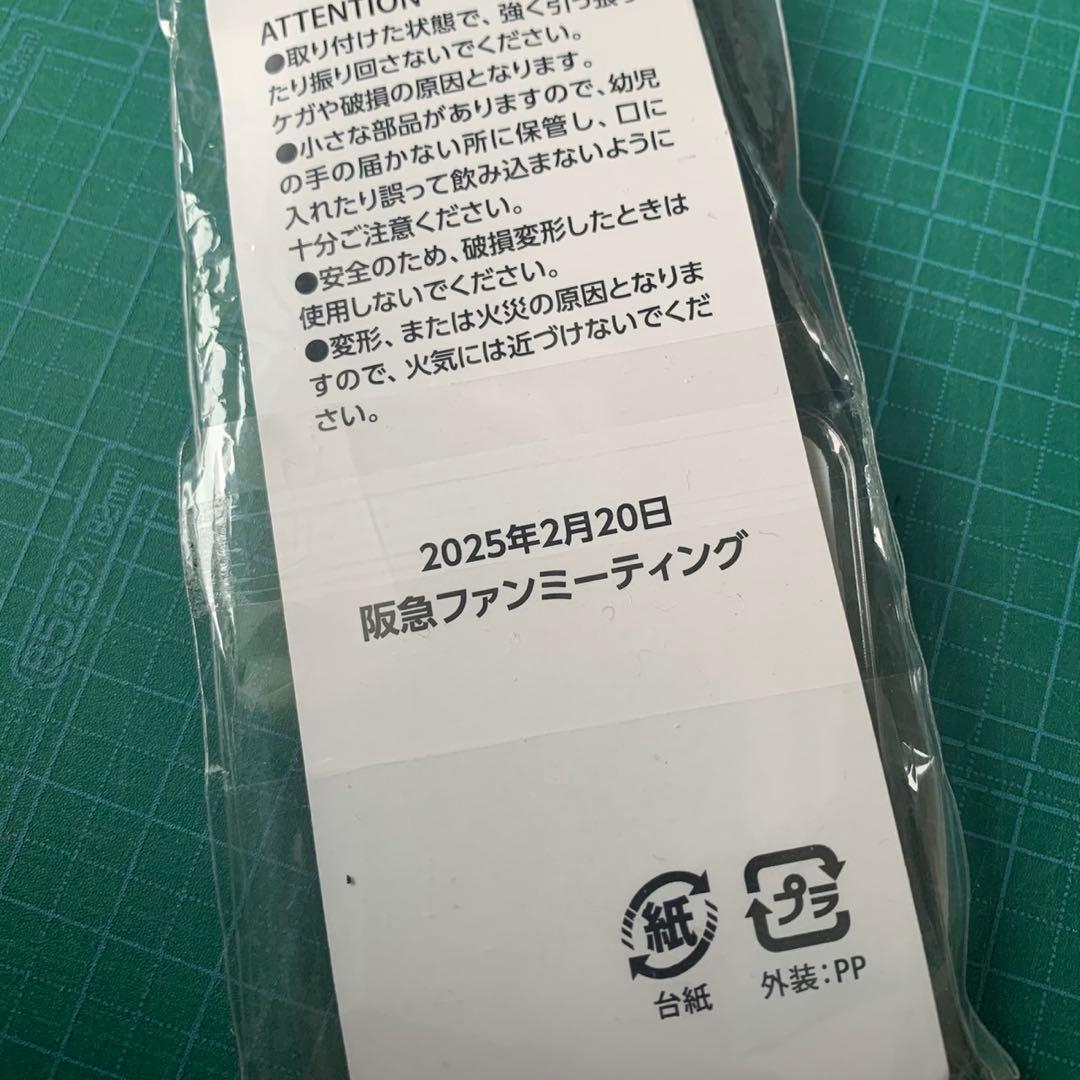 ATTENTION
●取り付けた状態で、強く引っ張っ
たり振り回さないでください。
ケガや破損の原因となります。
●小さな部品がありますので、幼児
の手の届かない所に保管し、口に
入れたり誤って飲み込まないように
十分ご注意ください。
●安全のため、破損変形したときは
使用しないでください。
●変形、または火災の原因となりま
すので、火気には近づけないでくだ
さい。
2025年2月20日
阪急ファンミーティング
紙
プラ
台紙
外装：PP